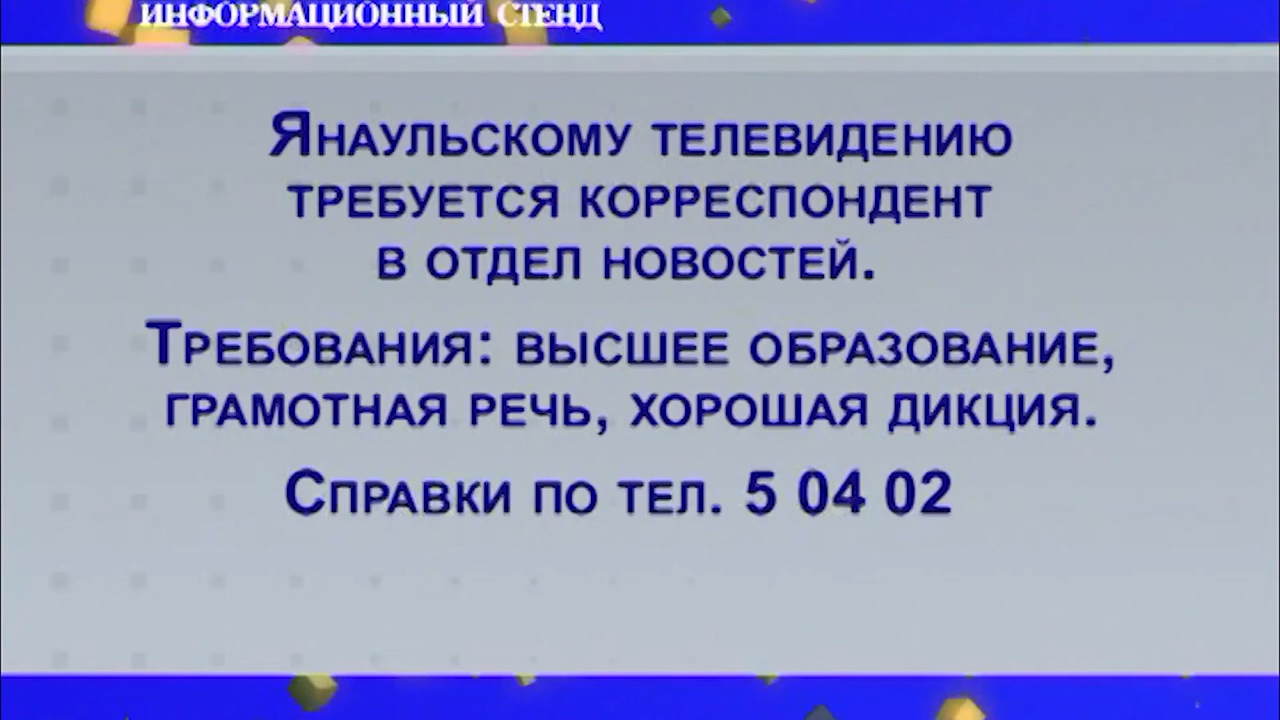 ИНФОРМАЦИОННЫЙ СТЕНД
Янаульскому телевидению
требуется корреспондент
в отдел новостей.
Требования: высшее образование,
грамотная речь, хорошая дикция.
Справки по тел. 5 04 02